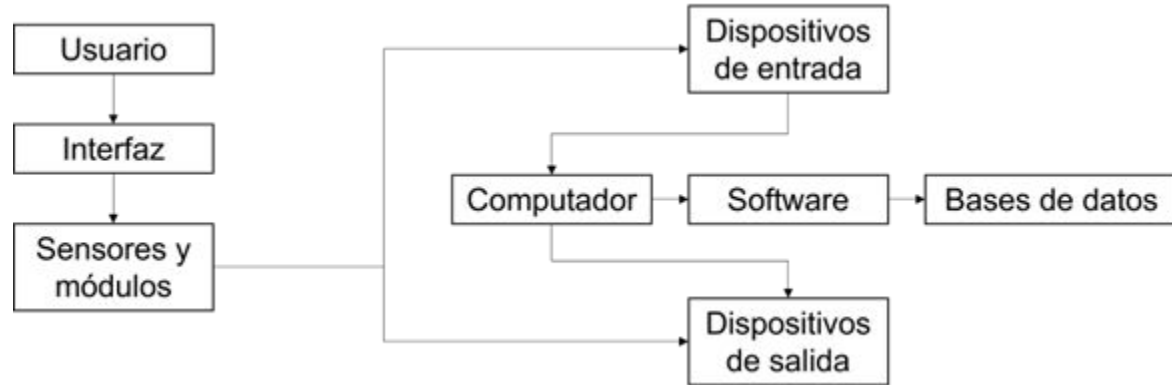 Usuario
Interfaz
Sensores y
módulos
Dispositivos
de entrada
Computador
Software
Bases de datos
Dispositivos
de salida